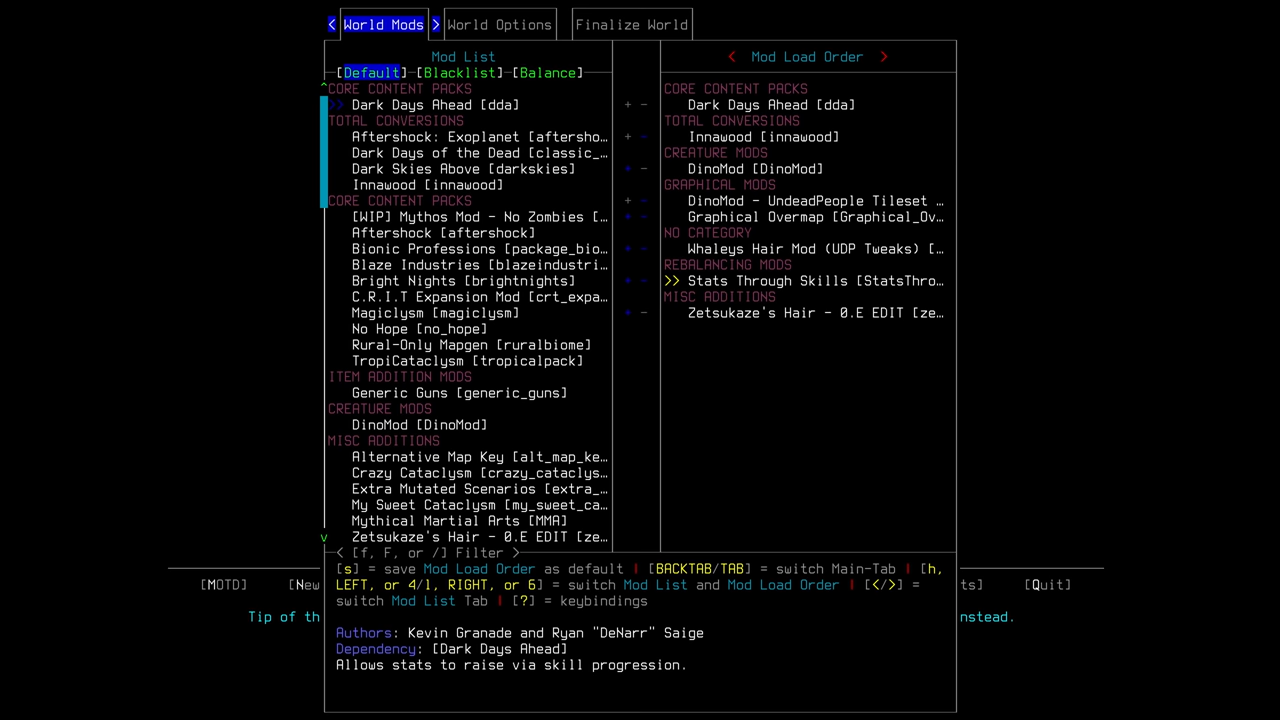 < World Mods > World Options Finalize World
Mod List
[Default] [Blacklist] [Balance]
^CORE CONTENT PACKS
>> Dark Days Ahead [dda]
TOTAL CONVERSIONS
Aftershock: Exoplanet [aftersho…
Dark Days of the Dead [classic_…
Dark Skies Above [darkskies]
Innawood [innawood]
CORE CONTENT PACKS
[WIP] Mythos Mod - No Zombies […
Aftershock [aftershock]
Bionic Professions [package_bio…
Blaze Industries [blazeindustri…
Bright Nights [brightnights]
C.R.I.T Expansion Mod [crt_expa…
Magiclysm [magiclysm]
No Hope [no_hope]
Rural-Only Mapgen [ruralbiome]
TropiCataclysm [tropicalpack]
ITEM ADDITION MODS
Generic Guns [generic_guns]
CREATURE MODS
DinoMod [DinoMod]
MISC ADDITIONS
Alternative Map Key [alt_map_ke…
Crazy Cataclysm [crazy_cataclys…
Extra Mutated Scenarios [extra_…
My Sweet Cataclysm [my_sweet_ca…
Mythical Martial Arts [MMA]
v Zetsukaze's Hair - 0.E EDIT [ze…
+ -
+ -
* -
+ -
* -
* -
* -
* -
< Mod Load Order >
CORE CONTENT PACKS
Dark Days Ahead [dda]
TOTAL CONVERSIONS
Innawood [innawood]
CREATURE MODS
DinoMod [DinoMod]
GRAPHICAL MODS
DinoMod - UndeadPeople Tileset …
Graphical Overmap [Graphical_Ov…
NO CATEGORY
Whaleys Hair Mod (UDP Tweaks) […
REBALANCING MODS
>> Stats Through Skills [StatsThro…
MISC ADDITIONS
Zetsukaze's Hair - 0.E EDIT [ze…
< [f, F, or /] Filter >
[s] = save Mod Load Order as default | [BACKTAB/TAB] = switch Main-Tab | [h,
LEFT, or 4/l, RIGHT, or 6] = switch Mod List and Mod Load Order | [</>] =
switch Mod List Tab | [?] = keybindings
Authors: Kevin Granade and Ryan "DeNarr" Saige
Dependency: [Dark Days Ahead]
Allows stats to raise via skill progression.
[MOTD] [New ts] [Quit]
Tip of th nstead.